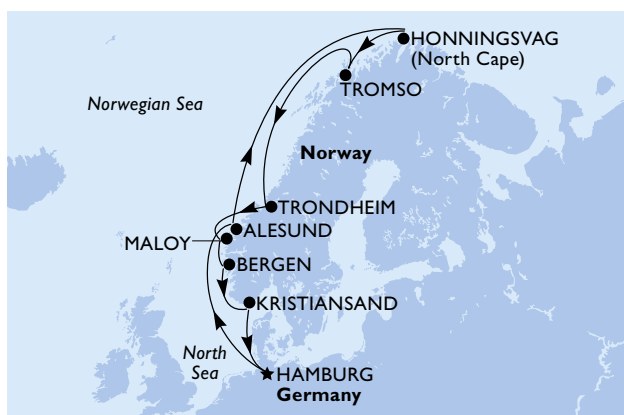 HONNINGSVAG
(North Cape)
TROMSO
Norwegian Sea
Norway
TRONDHEIM
ALESUND
MALOY
BERGEN
KRISTIANSAND
North
Sea
HAMBURG
Germany